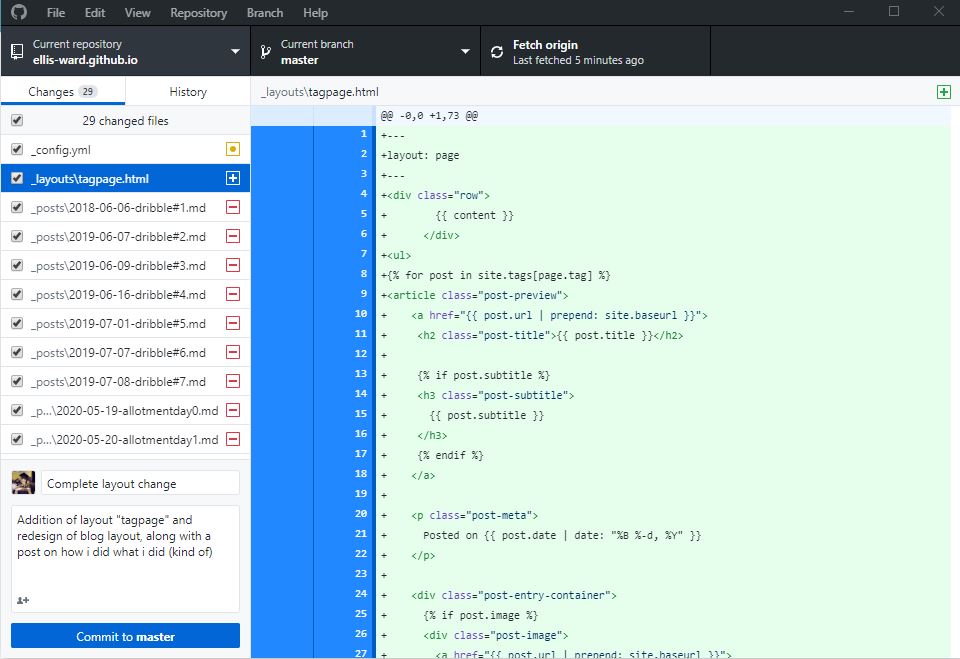 File Edit View Repository Branch Help
Current repository
ellis-ward.github.io
Current branch
master
Fetch origin
Last fetched 5 minutes ago
Changes 29 History
29 changed files
_config.yml
_layouts\tagpage.html
_posts\2018-06-06-dribble#1.md
_posts\2019-06-07-dribble#2.md
_posts\2019-06-09-dribble#3.md
_posts\2019-06-16-dribble#4.md
_posts\2019-07-01-dribble#5.md
_posts\2019-07-07-dribble#6.md
_posts\2019-07-08-dribble#7.md
_p...\2020-05-19-allotmentday0.md
_p...\2020-05-20-allotmentday1.md
Complete layout change
Addition of layout "tagpage" and
redesign of blog layout, along with a
post on how i did what i did (kind of)
Commit to master
_layouts\tagpage.html
@@ -0,0 +1,73 @@
1 +---
2 +layout: page
3 +---
4 +<div class="row">
5 + {{ content }}
6 + </div>
7 +<ul>
8 +{% for post in site.tags[page.tag] %}
9 +<article class="post-preview">
10 + <a href="{{ post.url | prepend: site.baseurl }}">
11 + <h2 class="post-title">{{ post.title }}</h2>
12 +
13 + {% if post.subtitle %}
14 + <h3 class="post-subtitle">
15 + {{ post.subtitle }}
16 + </h3>
17 + {% endif %}
18 + </a>
19 +
20 + <p class="post-meta">
21 + Posted on {{ post.date | date: "%B %-d, %Y" }}
22 + </p>
23 +
24 + <div class="post-entry-container">
25 + {% if post.image %}
26 + <div class="post-image">
27 + <a href="{{ post.url | prepend: site.baseurl }}">